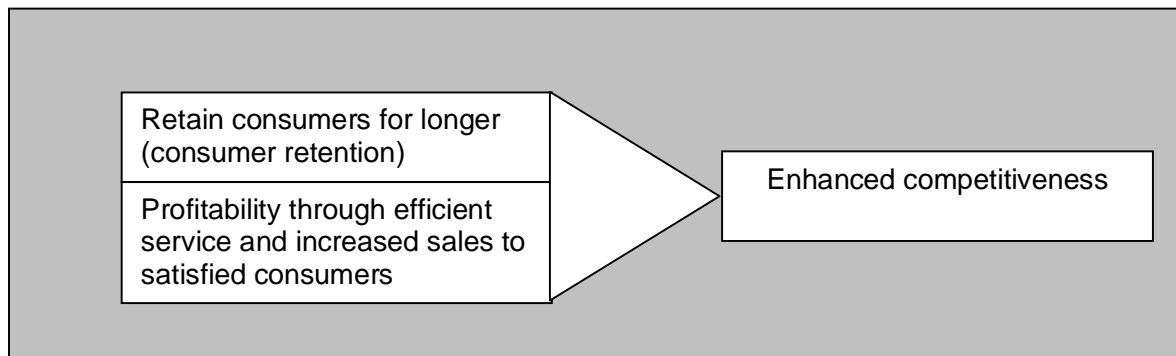 Retain consumers for longer
(consumer retention)
Profitability through efficient
service and increased sales to
satisfied consumers
Enhanced competitiveness